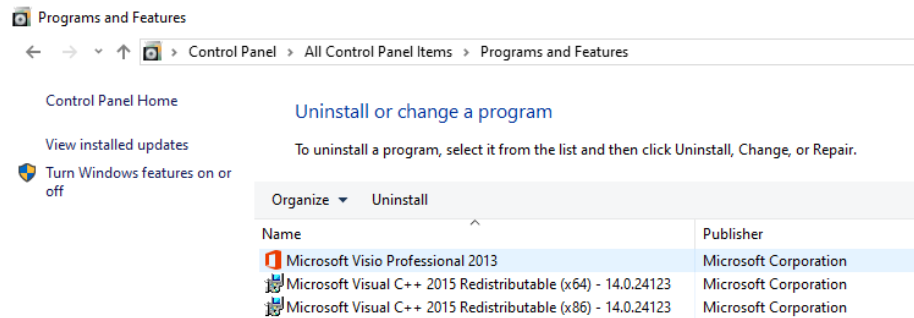 Programs and Features
Control Panel > All Control Panel Items > Programs and Features
Control Panel Home
View installed updates
Turn Windows features on or
off
Uninstall or change a program
To uninstall a program, select it from the list and then click Uninstall, Change, or Repair.
Organize Uninstall
Name Publisher
Microsoft Visio Professional 2013 Microsoft Corporation
Microsoft Visual C++ 2015 Redistributable (x64) - 14.0.24123 Microsoft Corporation
Microsoft Visual C++ 2015 Redistributable (x86) - 14.0.24123 Microsoft Corporation